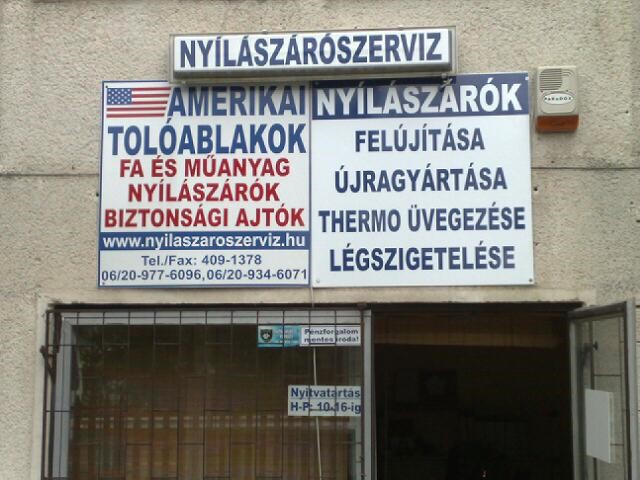 NYÍLÁSZÁRÓSZERVIZ
AMERIKAI
TOLÓABLAKOK
FA ÉS MŰANYAG
NYÍLÁSZÁRÓK
BIZTONSÁGI AJTÓK
www.nyilaszaroszerviz.hu
Tel./Fax: 409-1378
06/20-977-6096, 06/20-934-6071
NYÍLÁSZÁRÓK
FELÚJÍTÁSA
ÚJRAGYÁRTÁSA
THERMO ÜVEGEZÉSE
LÉGSZIGETELÉSE
PARADOX
Pénzforgalom
mentes iroda!
Nyitvatartás
H-P: 10-16-ig